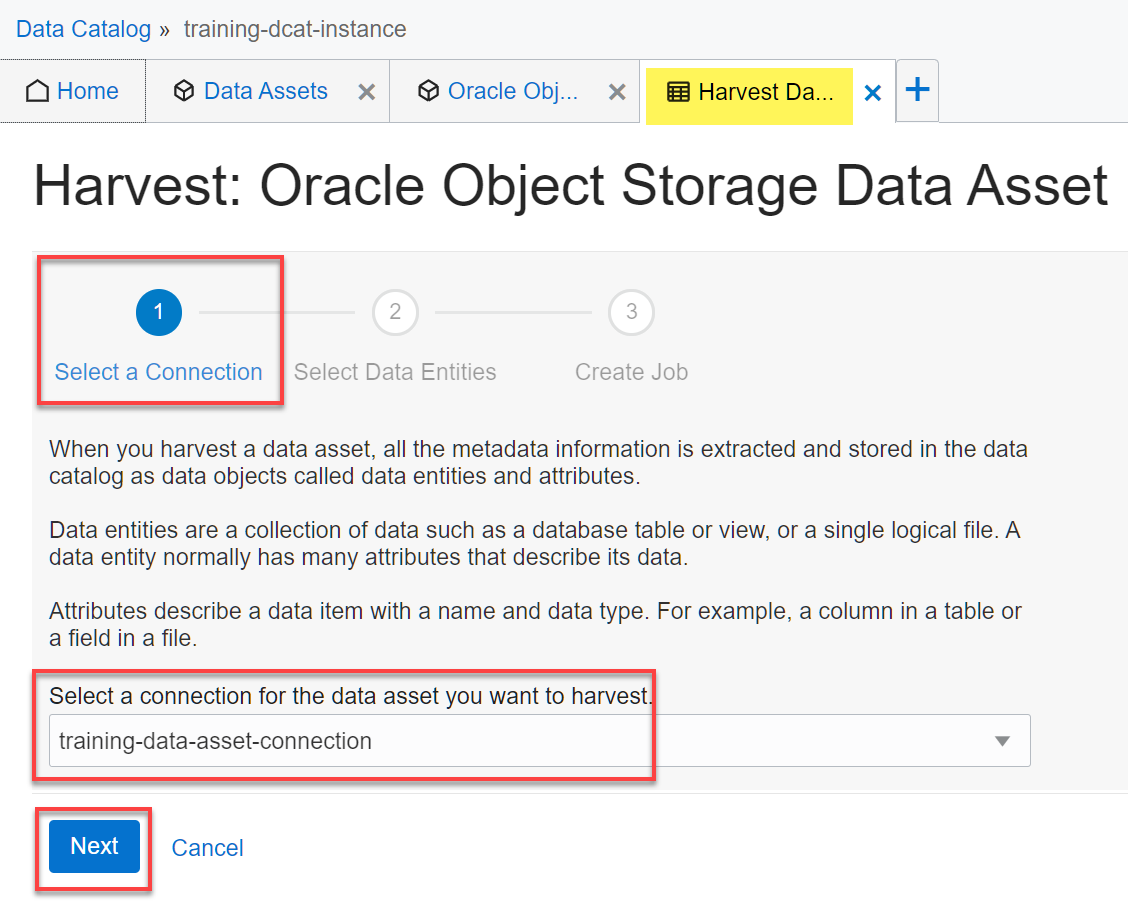 Data Catalog » training-dcat-instance
Home Data Assets Oracle Obj... Harvest Da...
Harvest: Oracle Object Storage Data Asset
1 2 3
Select a Connection Select Data Entities Create Job
When you harvest a data asset, all the metadata information is extracted and stored in the data
catalog as data objects called data entities and attributes.
Data entities are a collection of data such as a database table or view, or a single logical file. A
data entity normally has many attributes that describe its data.
Attributes describe a data item with a name and data type. For example, a column in a table or
a field in a file.
Select a connection for the data asset you want to harvest.
training-data-asset-connection
Next Cancel